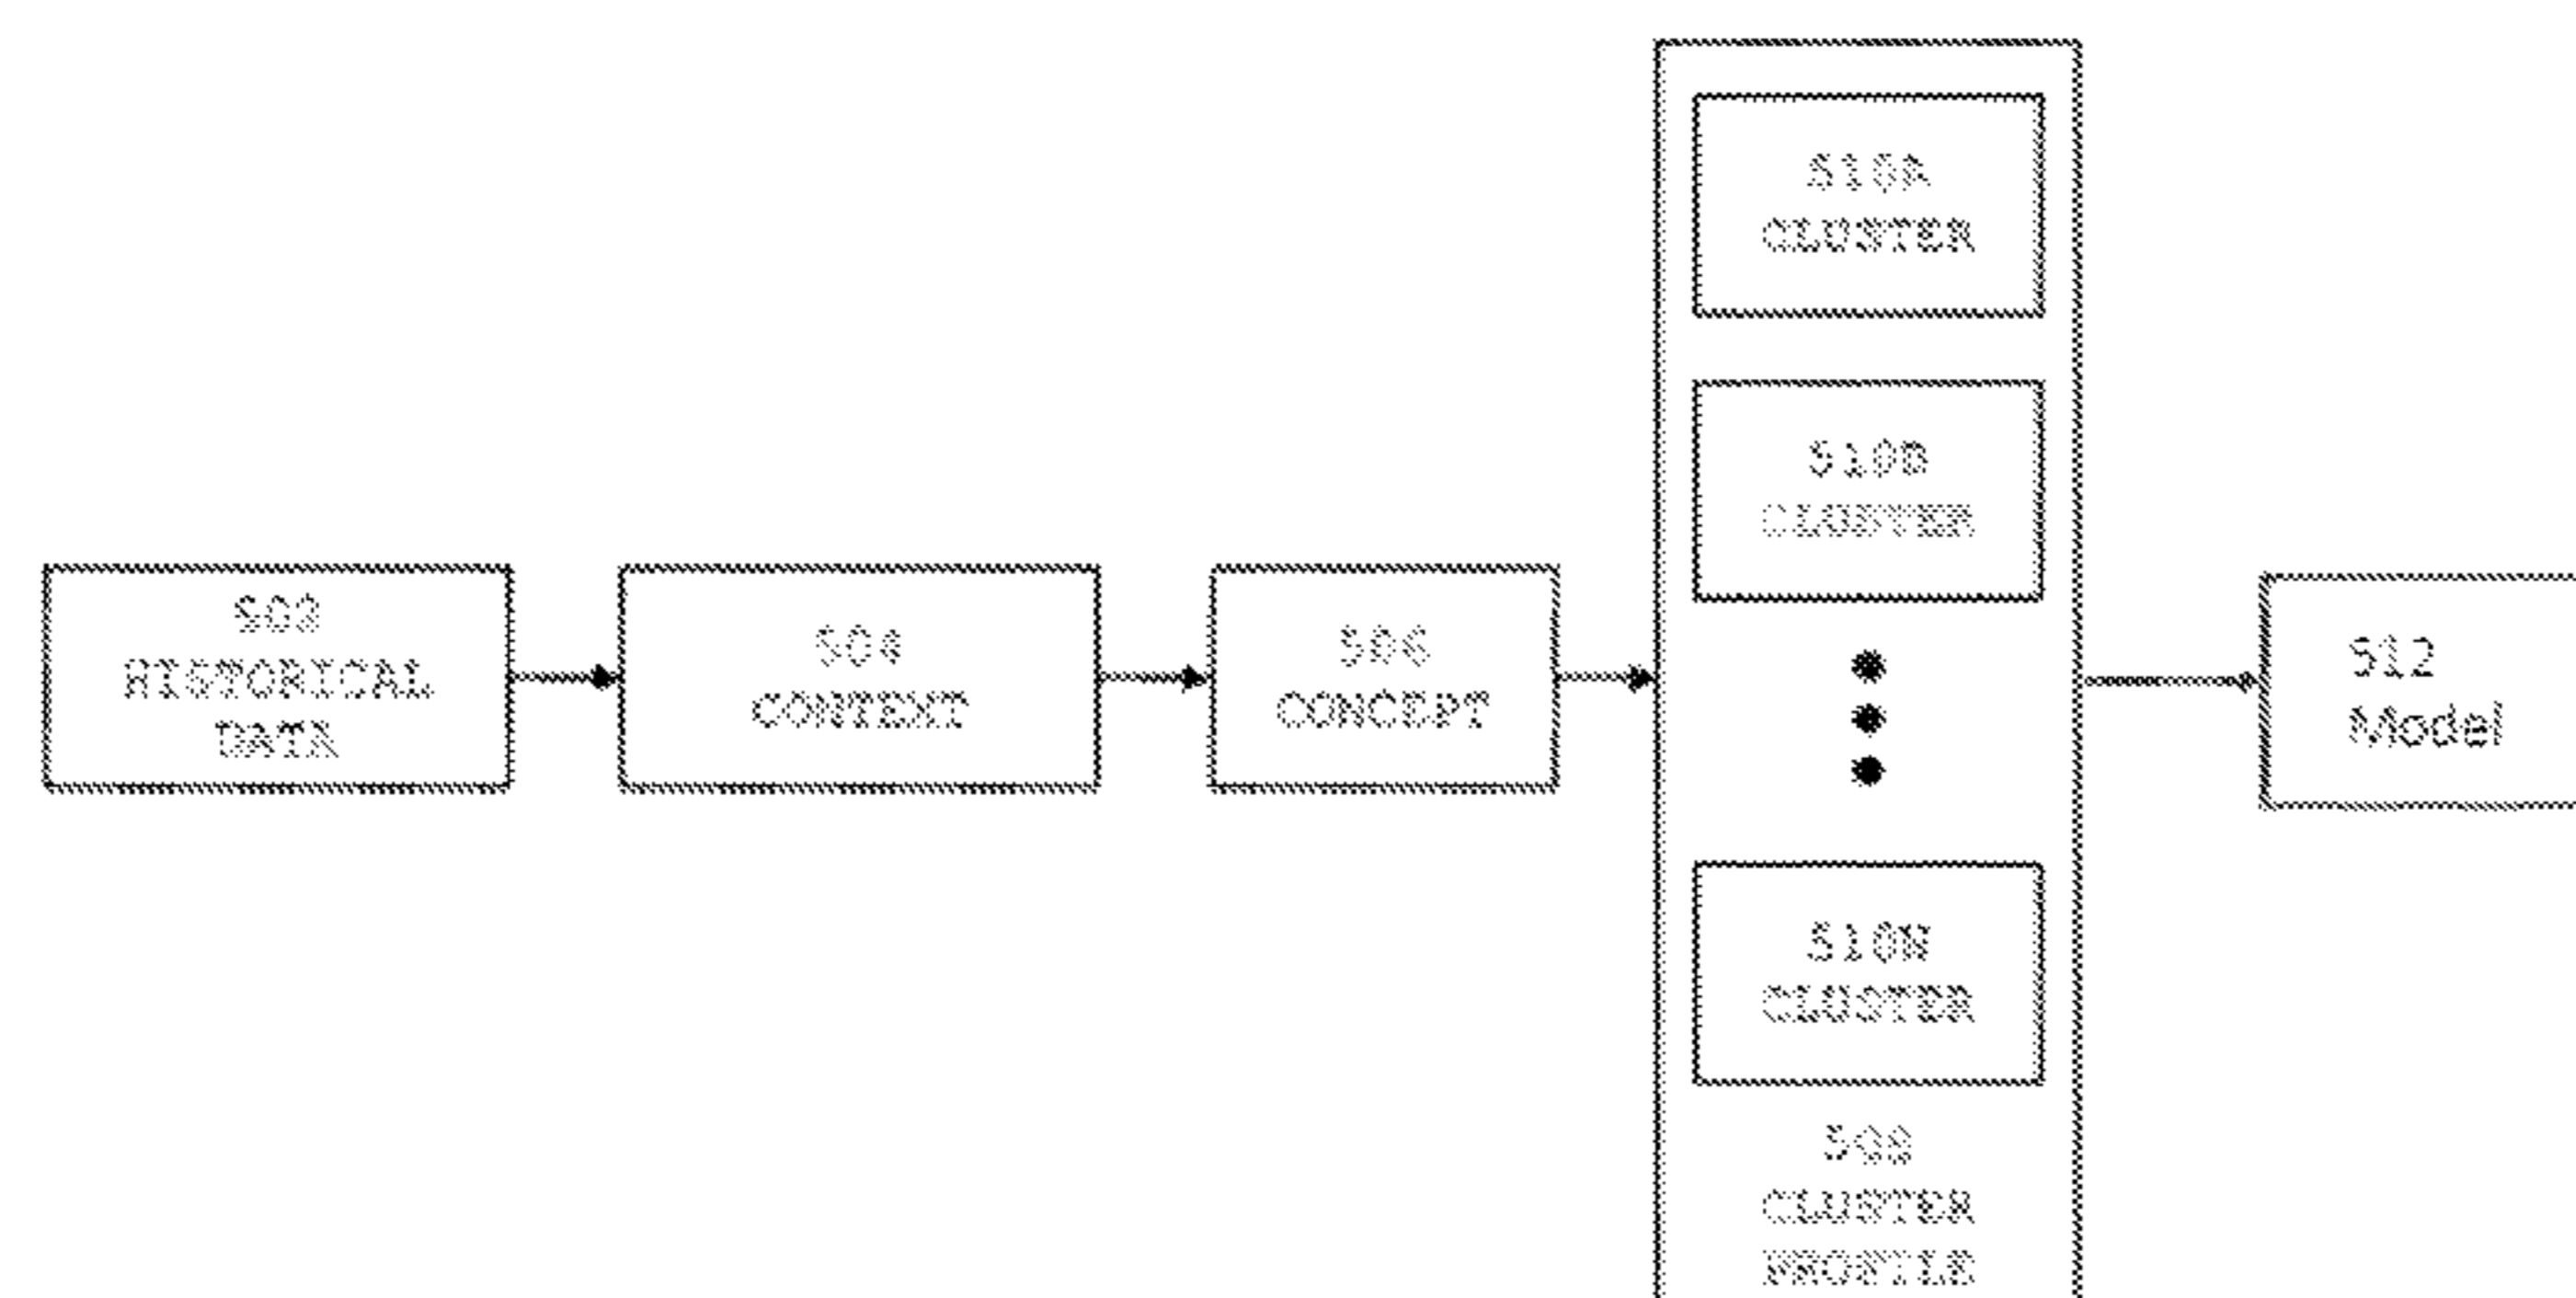 502
HISTORICAL
DATA
504
CONTEXT
506
CONCEPT
510A
CLUSTER
510B
CLUSTER
510N
CLUSTER
508
CLUSTER
PROFILE
512
Model